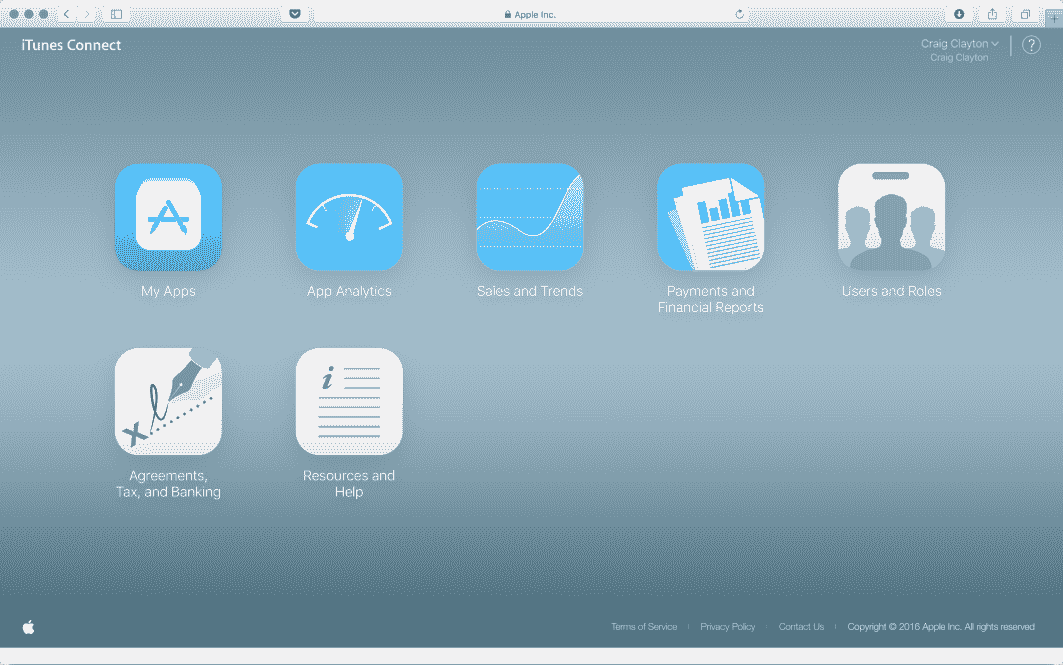 Apple Inc.
iTunes Connect
Craig Clayton
Craig Clayton
?
My Apps
App Analytics
Sales and Trends
Payments and
Financial Reports
Users and Roles
Agreements,
Tax, and Banking
Resources and
Help
Terms of Service
Privacy Policy
Contact Us
Copyright © 2016 Apple Inc. All rights reserved